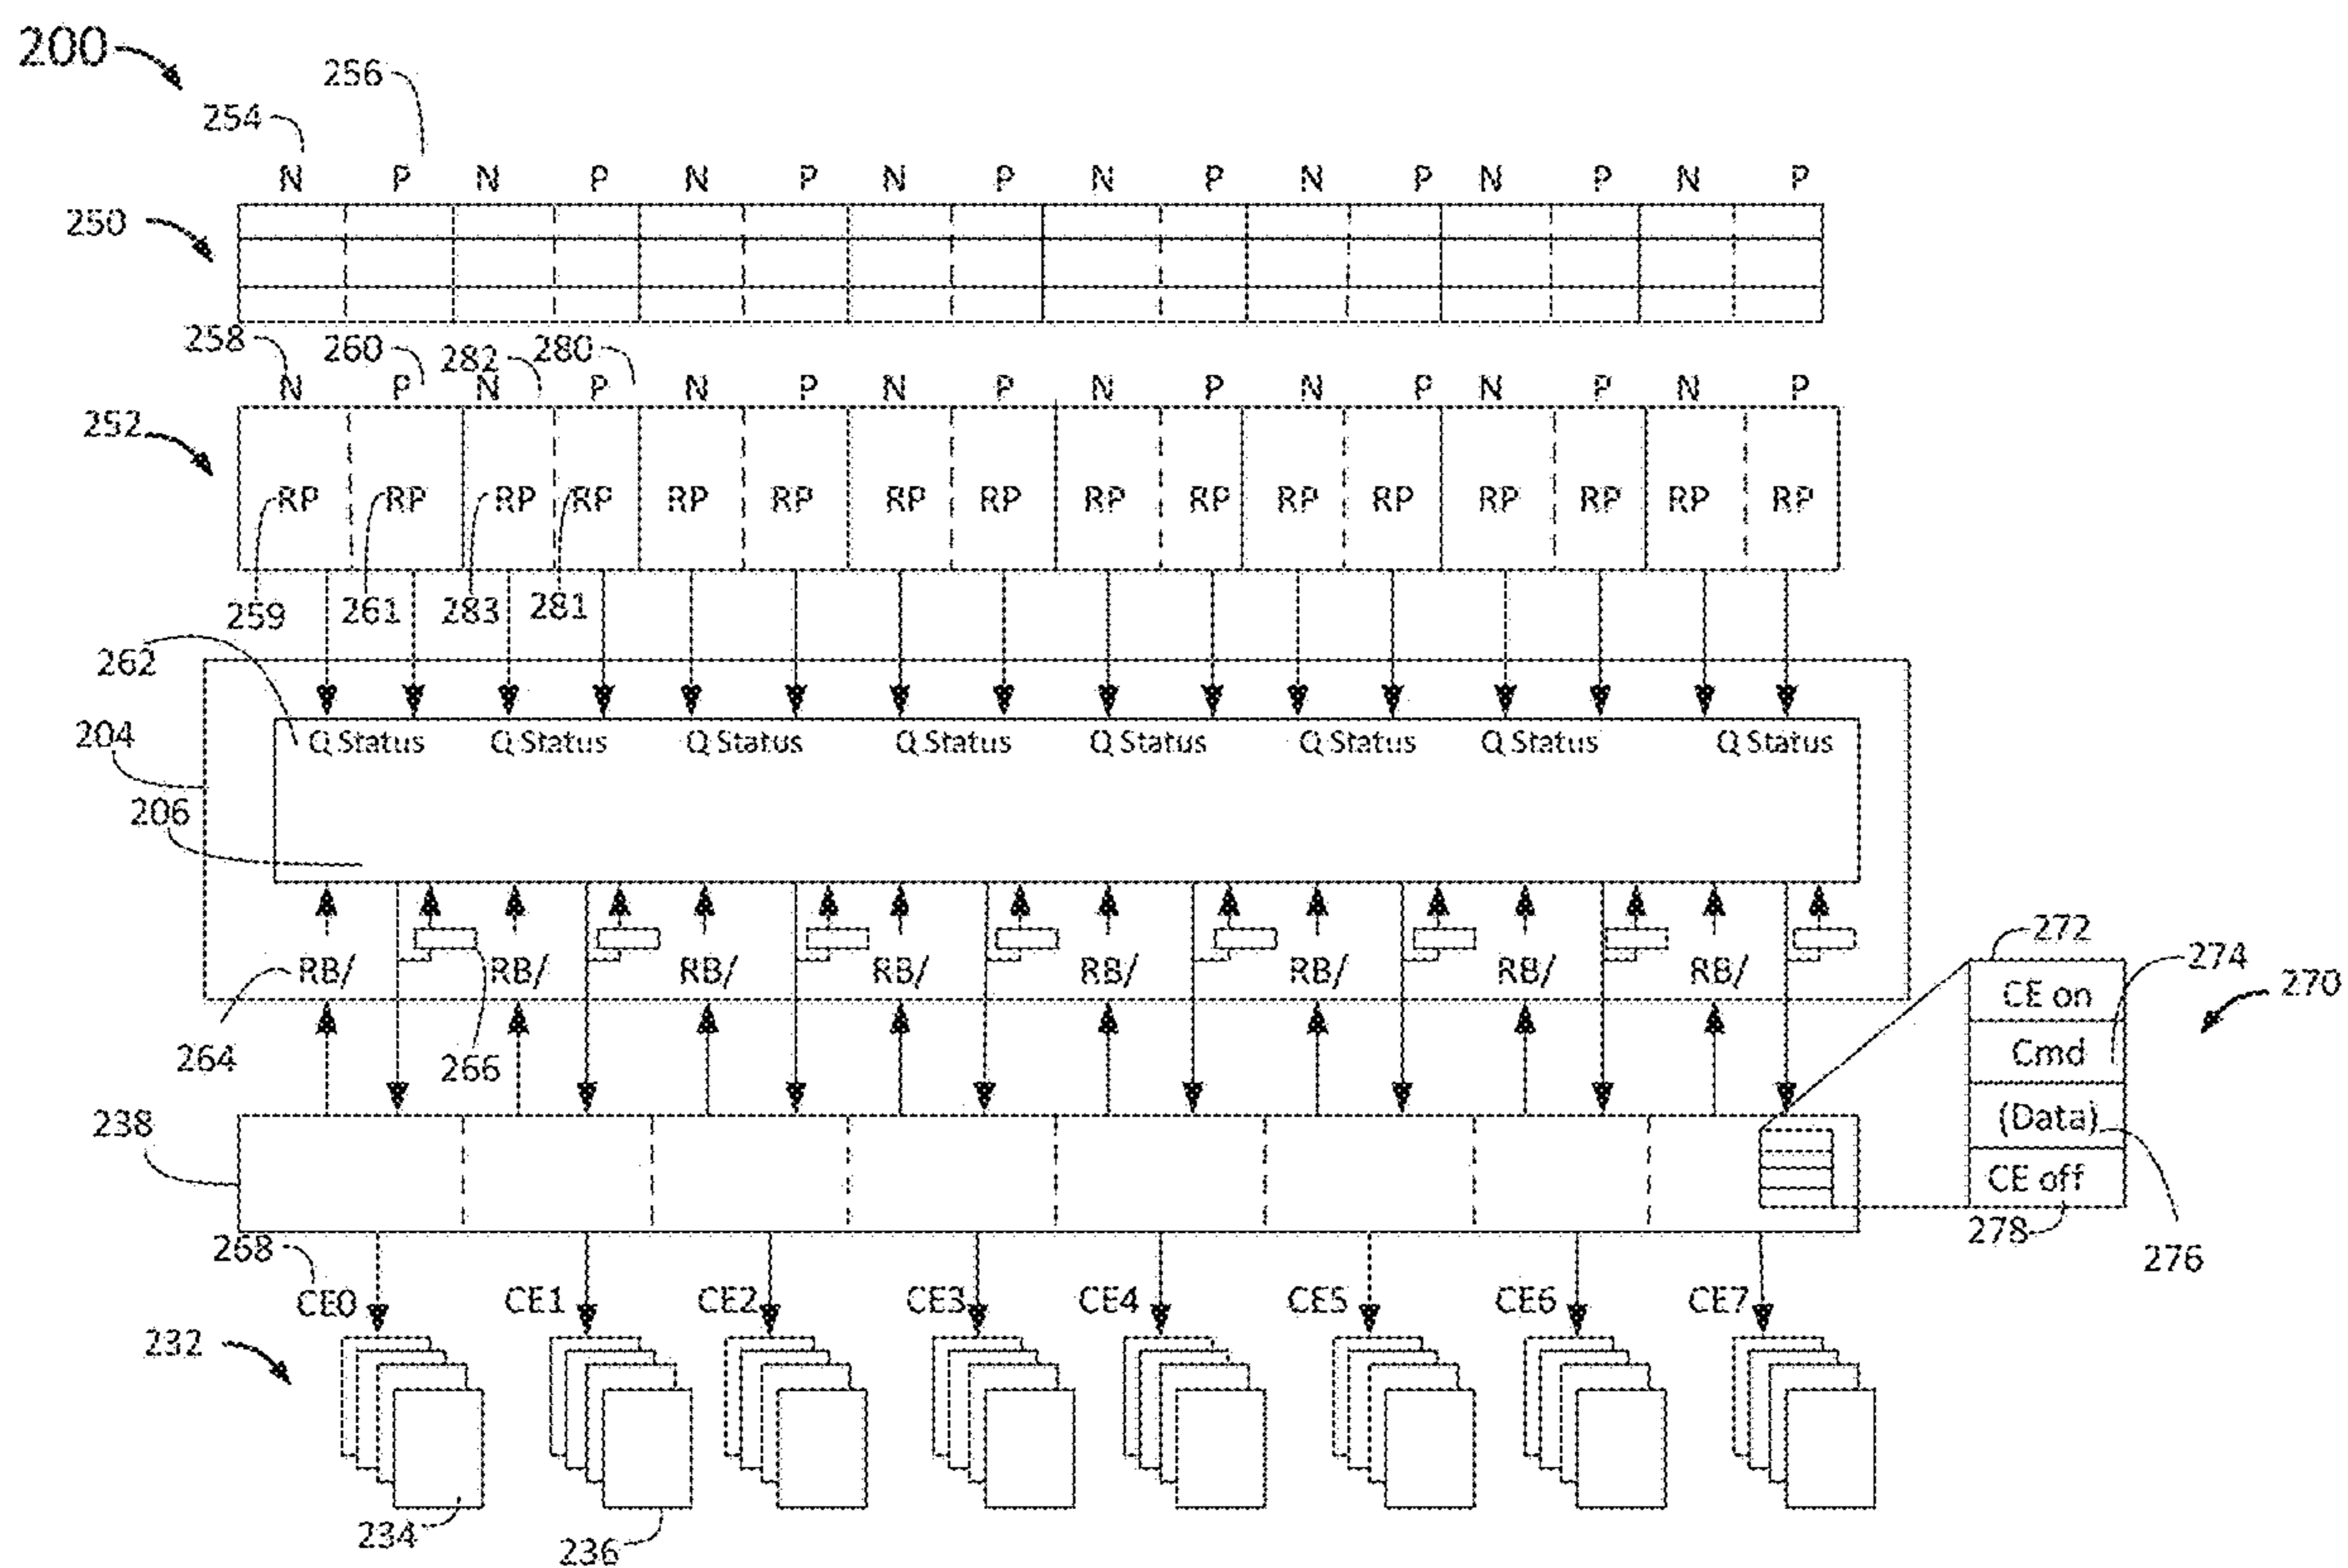 200
256
254
N P N P N P N P N P N P N P N P
250
258 260 282 280
N P N P N P N P N P N P N P N P
252
RP RP RP RP RP RP RP RP RP RP RP RP RP RP RP RP
259 261 283 281
262
204
Q Status Q Status Q Status Q Status Q Status Q Status Q Status Q Status
206
RB/ RB/ RB/ RB/ RB/ RB/ RB/ RB/
264
266
272
274
270
CE on
Cmd
(Data)
CE off
278
276
238
268
CE0 CE1 CE2 CE3 CE4 CE5 CE6 CE7
232
234
236